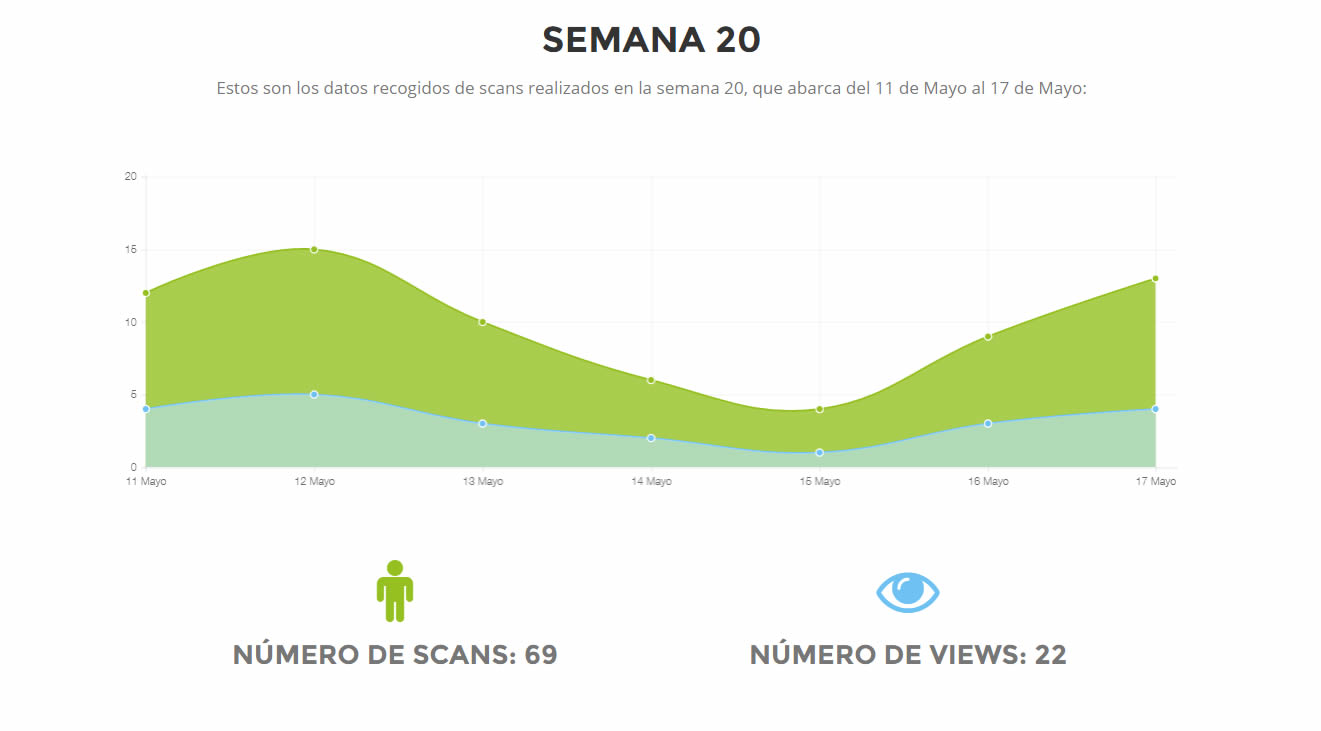 SEMANA 20
Estos son los datos recogidos de scans realizados en la semana 20, que abarca del 11 de Mayo al 17 de Mayo:
20
15
10
5
0
11 Mayo 12 Mayo 13 Mayo 14 Mayo 15 Mayo 16 Mayo 17 Mayo
NÚMERO DE SCANS: 69 NÚMERO DE VIEWS: 22